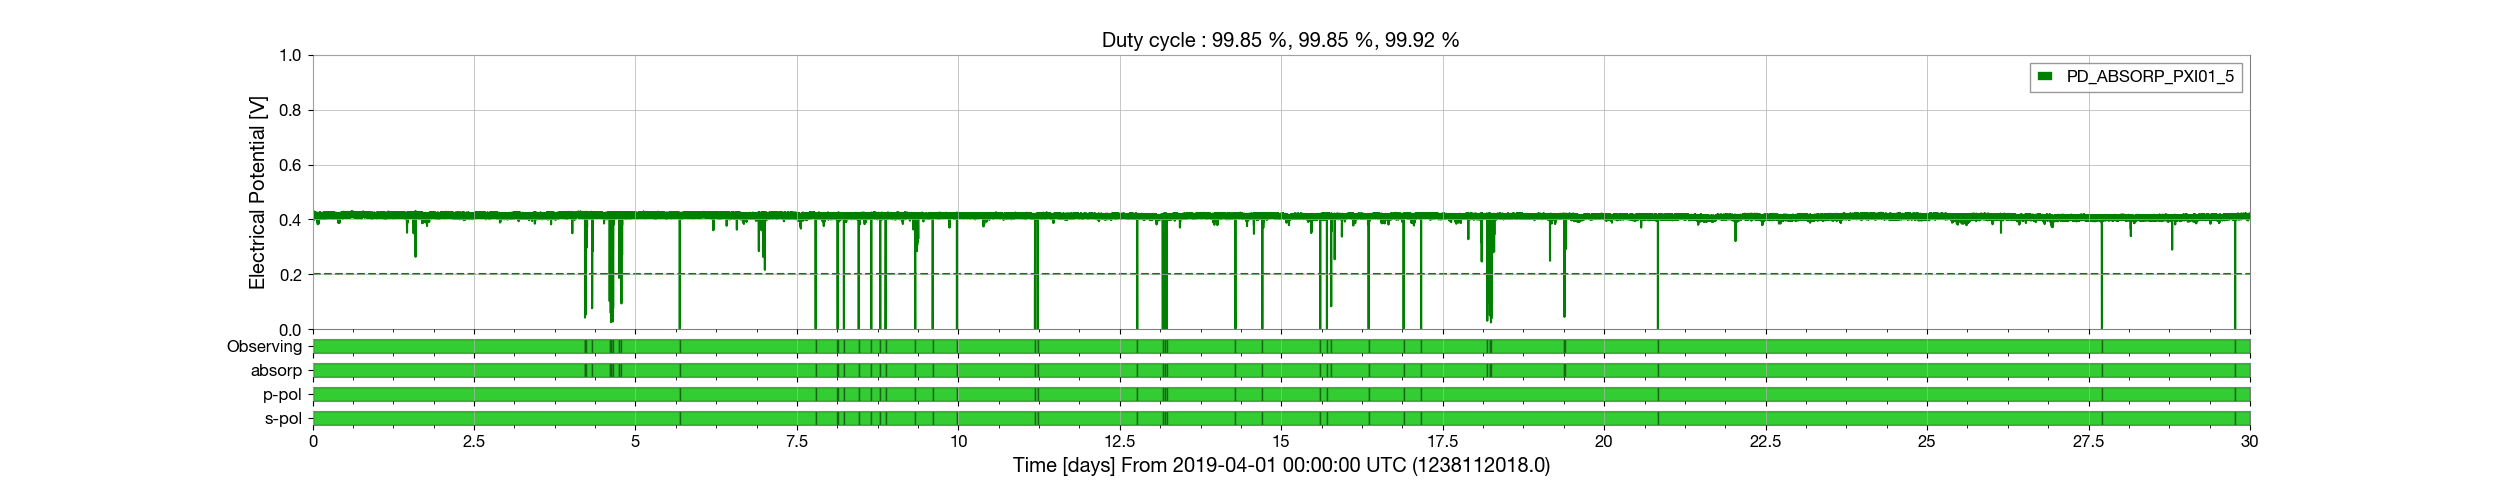 Duty cycle : 99.85 %, 99.85 %, 99.92 %
1.0
0.8
0.6
0.4
0.2
0.0
Electrical Potential [V]
PD_ABSORP_PXI01_5
Observing
absorp
p-pol
s-pol
0 2.5 5 7.5 10 12.5 15 17.5 20 22.5 25 27.5 30
Time [days] From 2019-04-01 00:00:00 UTC (1238112018.0)